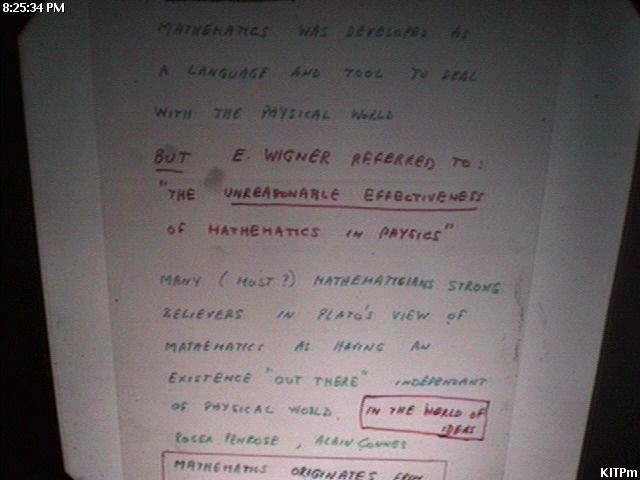 8:25:34 PM
MATHEMATICS WAS DEVELOPED AS
A LANGUAGE AND TOOL TO DEAL
WITH THE PHYSICAL WORLD
BUT E. WIGNER REFERRED TO:
"THE UNREASONABLE EFFECTIVENESS
OF MATHEMATICS IN PHYSICS"
MANY (MOST?) MATHEMATICIANS STRONG
BELIEVERS IN PLATO'S VIEW OF
MATHEMATICS AS HAVING AN
EXISTENCE "OUT THERE" INDEPENDANT
OF PHYSICAL WORLD. IN THE WORLD OF
IDEAS
ROGER PENROSE, ALAIN CONNES
MATHEMATICS ORIGINATES FROM
KITPm